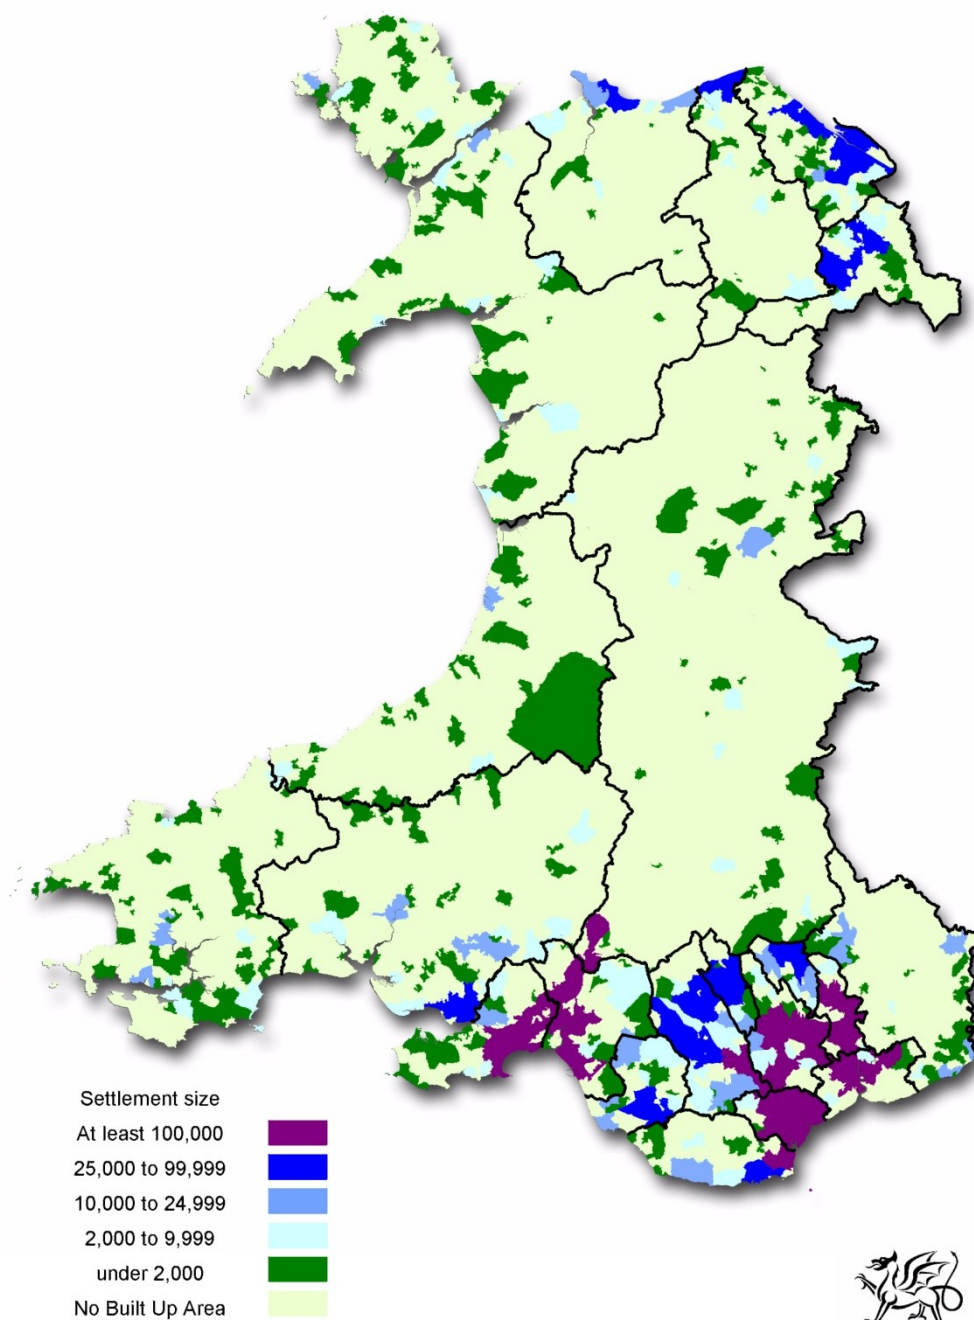 Settlement size
At least 100,000
25,000 to 99,999
10,000 to 24,999
2,000 to 9,999
under 2,000
No Built Up Area